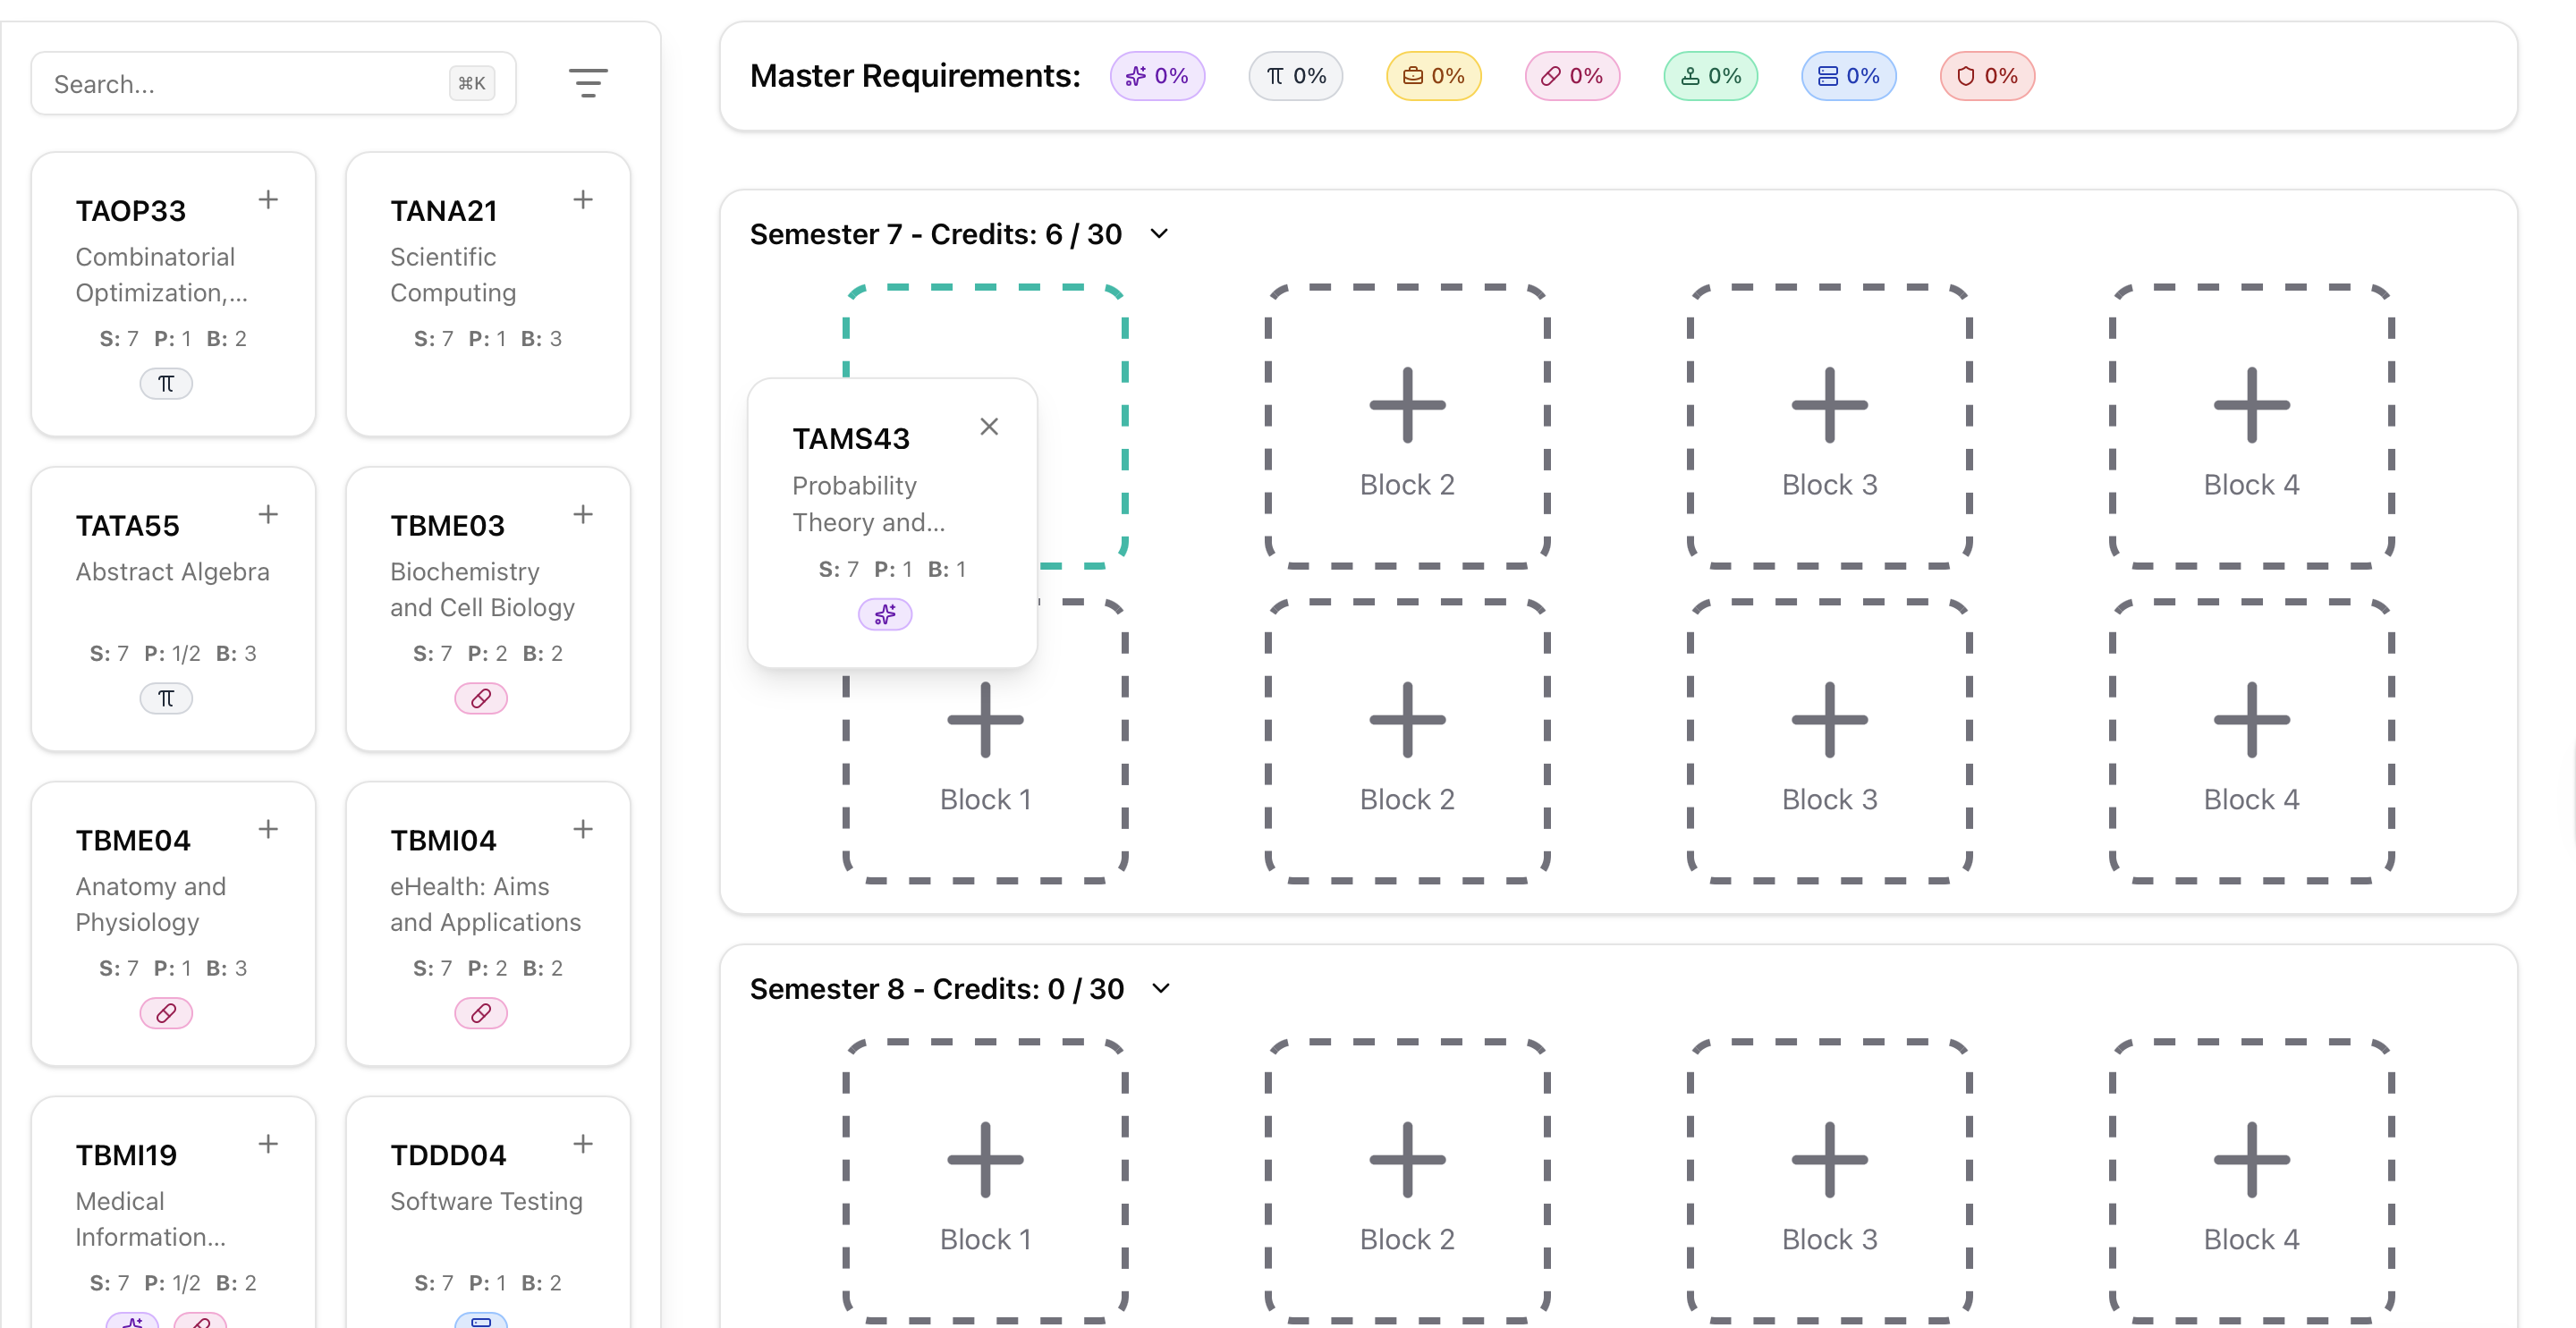 Search...
⌘K
TAOP33
Combinatorial
Optimization,...
S: 7 P: 1 B: 2
TANA21
Scientific
Computing
S: 7 P: 1 B: 3
TATA55
Abstract Algebra
S: 7 P: 1/2 B: 3
TBME03
Biochemistry
and Cell Biology
S: 7 P: 2 B: 2
TBME04
Anatomy and
Physiology
S: 7 P: 1 B: 3
TBMI04
eHealth: Aims
and Applications
S: 7 P: 2 B: 2
TBMI19
Medical
Information...
S: 7 P: 1/2 B: 2
TDDD04
Software Testing
S: 7 P: 1 B: 2
Master Requirements: 0% π 0% 0% 0% 0% 0% 0%
Semester 7 - Credits: 6 / 30
TAMS43
Probability
Theory and...
S: 7 P: 1 B: 1
Block 2
Block 3
Block 4
Block 1
Block 2
Block 3
Block 4
Semester 8 - Credits: 0 / 30
Block 1
Block 2
Block 3
Block 4